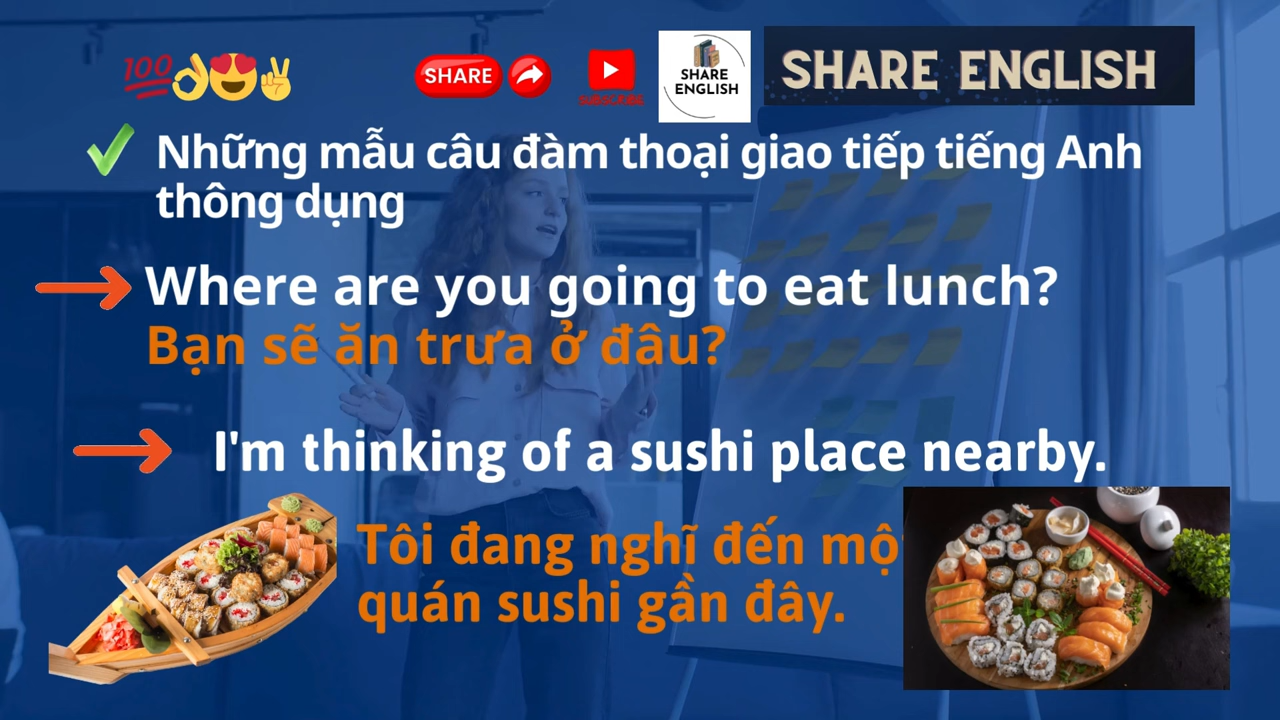 100
SHARE
SUBSCRIBE
SHARE
ENGLISH
SHARE ENGLISH
Những mẫu câu đàm thoại giao tiếp tiếng Anh
thông dụng
Where are you going to eat lunch?
Bạn sẽ ăn trưa ở đâu?
I'm thinking of a sushi place nearby.
Tôi đang nghĩ đến mộ
quán sushi gần đây.